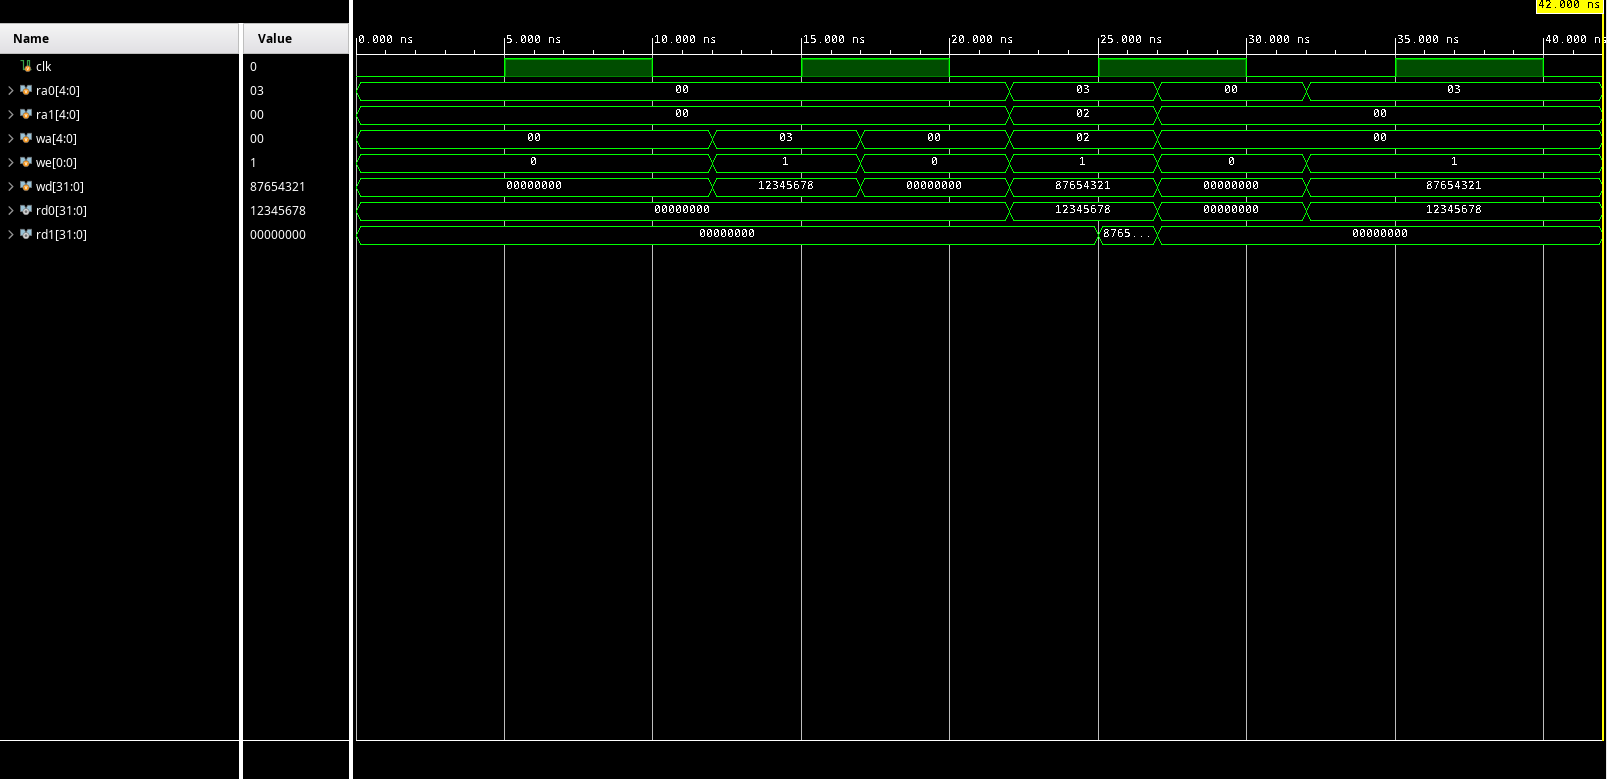 42.000 ns
Name Value 0.000 ns 5.000 ns 10.000 ns 15.000 ns 20.000 ns 25.000 ns 30.000 ns 35.000 ns 40.000 ns
clk 0
ra0[4:0] 03 00 03 00 03
ra1[4:0] 00 00 02 00
wa[4:0] 00 00 03 00 02 00
we[0:0] 1 0 1 0 1 0 1
wd[31:0] 87654321 00000000 12345678 00000000 87654321 00000000 87654321
rd0[31:0] 12345678 00000000 12345678 00000000 12345678
rd1[31:0] 00000000 00000000 8765... 00000000